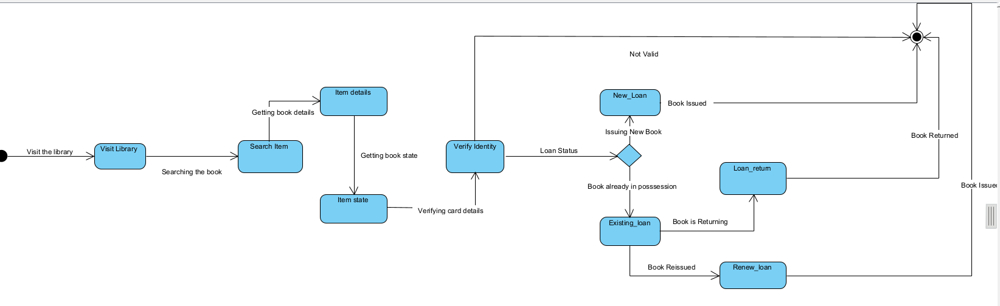 Not Valid
Item details
New_Loan
Book Issued
Getting book details
Issuing New Book
Book Returned
Visit the library
Visit Library
Search Item
Getting book state
Verify Identity
Loan Status
Searching the book
Loan_return
Book already in posssession
Book Issued
Item state
Verifying card details
Existing_loan
Book is Returning
Book Reissued
Renew_loan